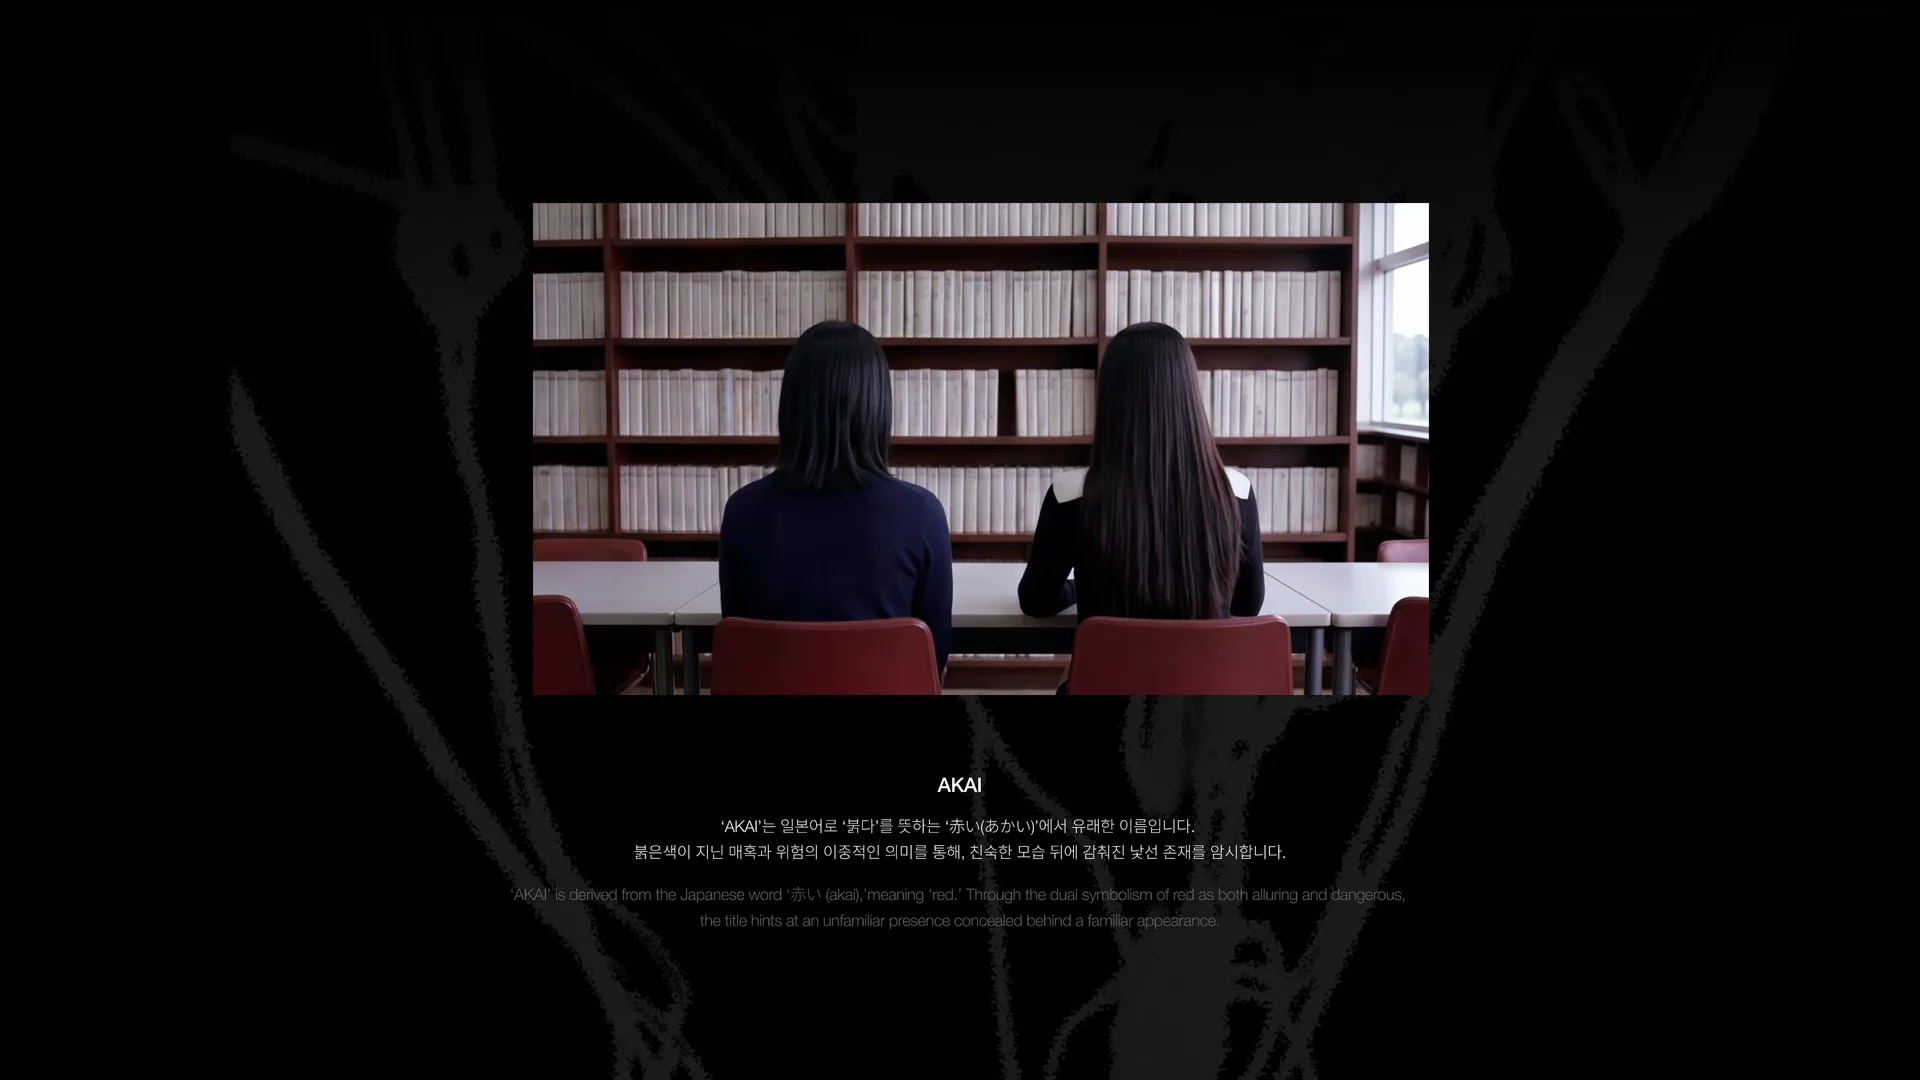 AKAI
‘AKAI’는 일본어로 ‘붉다’를 뜻하는 ‘赤い(あかい)’에서 유래한 이름입니다.
붉은색이 지닌 매혹과 위험의 이중적인 의미를 통해, 친숙한 모습 뒤에 감춰진 낯선 존재를 암시합니다.
‘AKAI’ is derived from the Japanese word ‘赤い (akai),’ meaning ‘red.’ Through the dual symbolism of red as both alluring and dangerous,
the title hints at an unfamiliar presence concealed behind a familiar appearance.